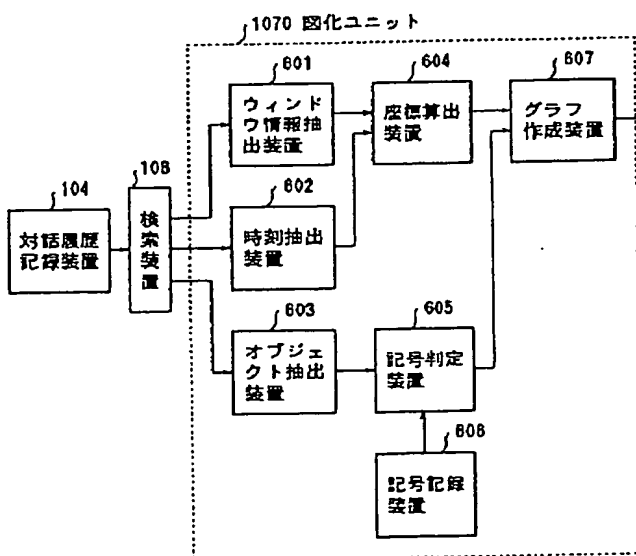 1070 図化ユニット
601
ウィンド
ウ情報抽
出装置
604
座標算出
装置
607
グラフ
作成装置
104
対話履歴
記録装置
108
検
索
装
置
602
時刻抽出
装置
603
オブジェ
クト抽出
装置
605
記号判定
装置
606
記号記録
装置